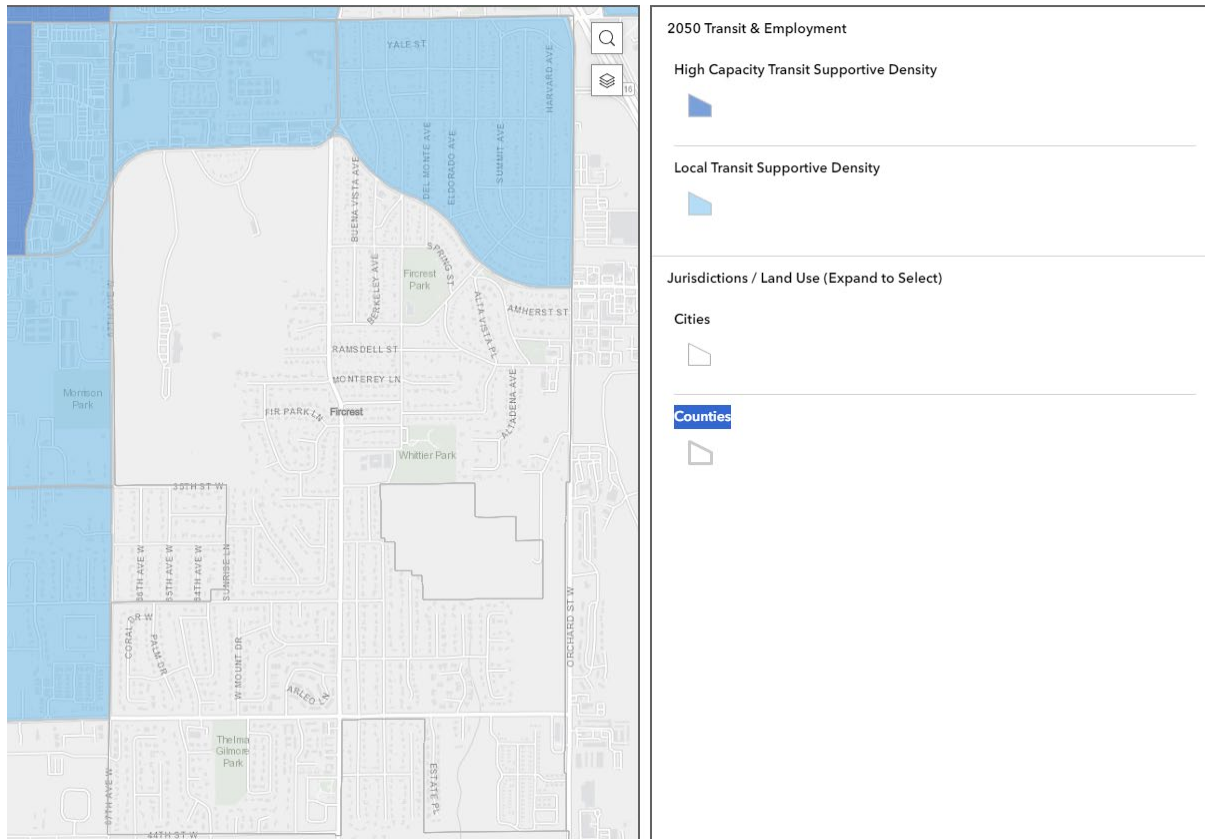 YALE ST
HARVARD AVE
16
DEL MONTE AVE
ELDORADO AVE
SUMMIT AVE
BUENA VISTA AVE
SPRING ST
Fircrest
Park
BERKELEY AVE
67TH AVE W
ALTA VISTA PL
AMHERST ST
RAMSDELL ST
MONTEREY LN
Morrison
Park
FIR PARK LN
Fircrest
ALTADENA AVE
Whittier Park
35TH ST W
66TH AVE W
65TH AVE W
64TH AVE W
SUNRISE LN
ORCHARD ST W
CORAL DR W
PALM DR
W MOUNT DR
ARLEO LN
Thelma
Gilmore
Park
67TH AVE W
ESTATE PL
44TH ST W
2050 Transit & Employment
High Capacity Transit Supportive Density
Local Transit Supportive Density
Jurisdictions / Land Use (Expand to Select)
Cities
Counties